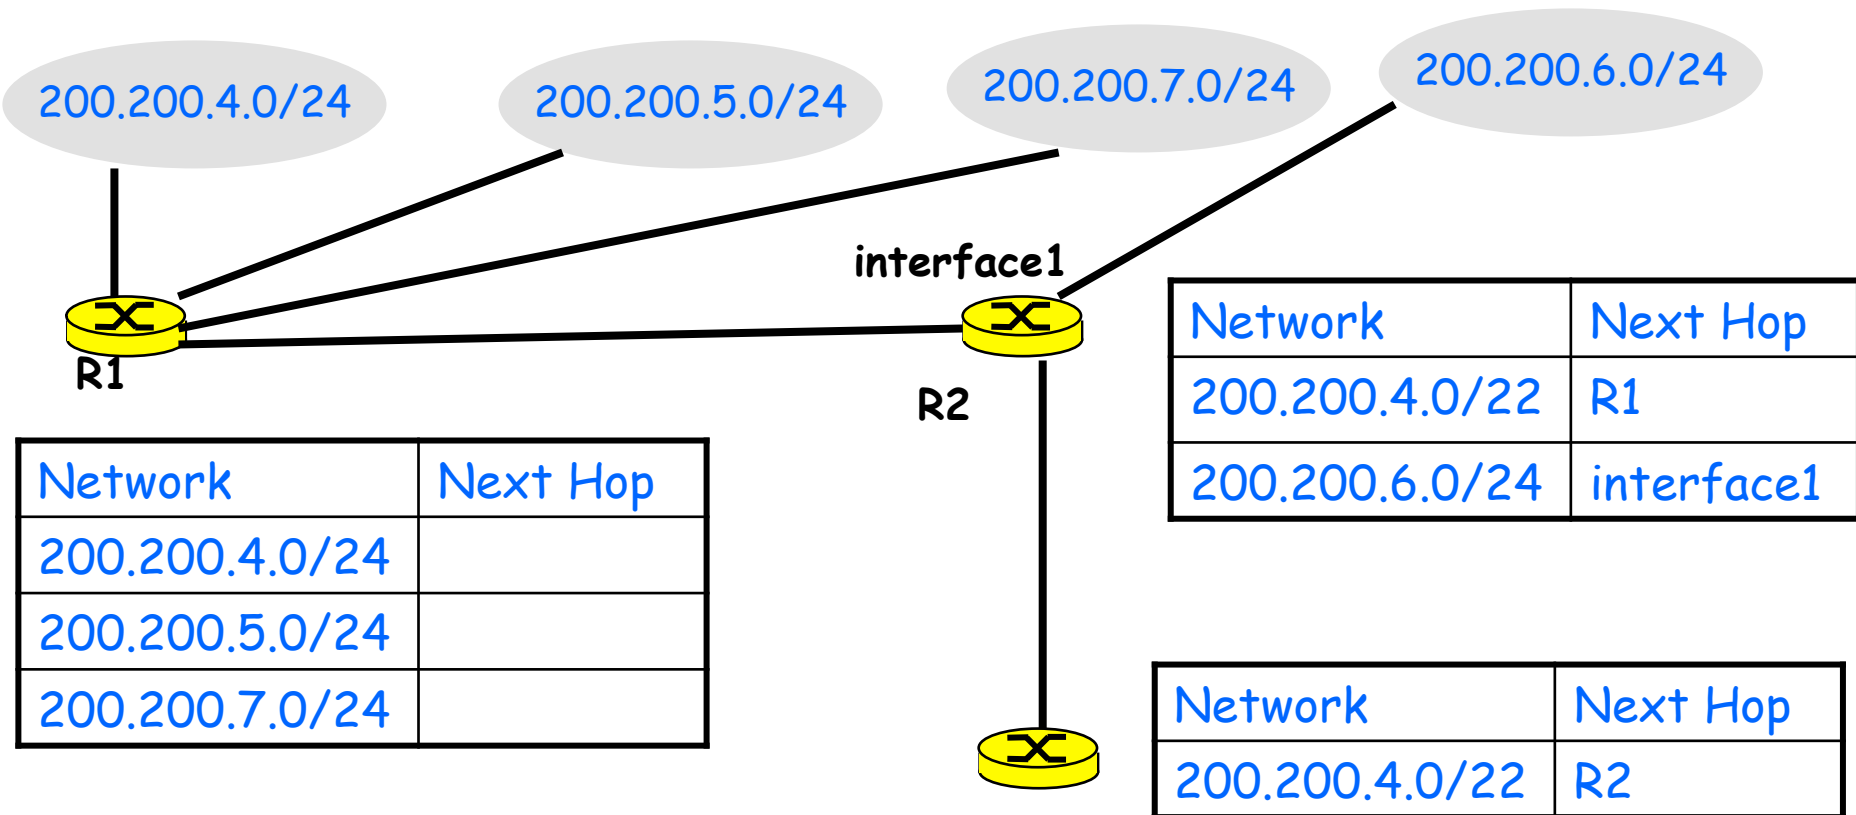 200.200.4.0/24
200.200.5.0/24
200.200.7.0/24
200.200.6.0/24
interface1
R1
R2
Network Next Hop
200.200.4.0/22 R1
200.200.6.0/24 interface1
Network Next Hop
200.200.4.0/24
200.200.5.0/24
200.200.7.0/24
Network Next Hop
200.200.4.0/22 R2